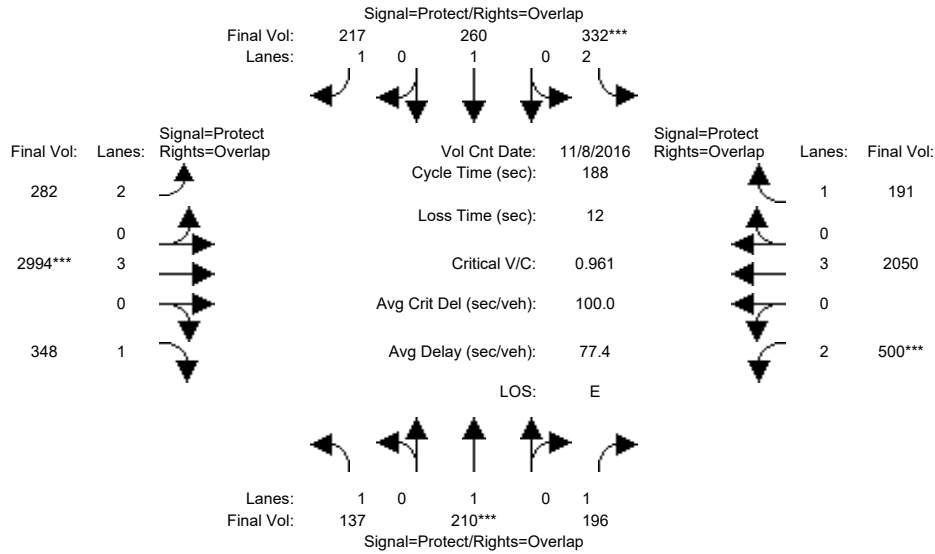 Signal=Protect/Rights=Overlap
Final Vol: 217 260 332***
Lanes: 1 0 1 0 2
Signal=Protect
Final Vol: Lanes: Rights=Overlap
Vol Cnt Date: 11/8/2016
Signal=Protect
Rights=Overlap Lanes: Final Vol:
Cycle Time (sec): 188
282 2
1 191
Loss Time (sec): 12
0
0
2994*** 3
Critical V/C: 0.961
3 2050
0
Avg Crit Del (sec/veh): 100.0
0
348 1
Avg Delay (sec/veh): 77.4
2 500***
LOS: E
Lanes: 1 0 1 0 1
Final Vol: 137 210*** 196
Signal=Protect/Rights=Overlap